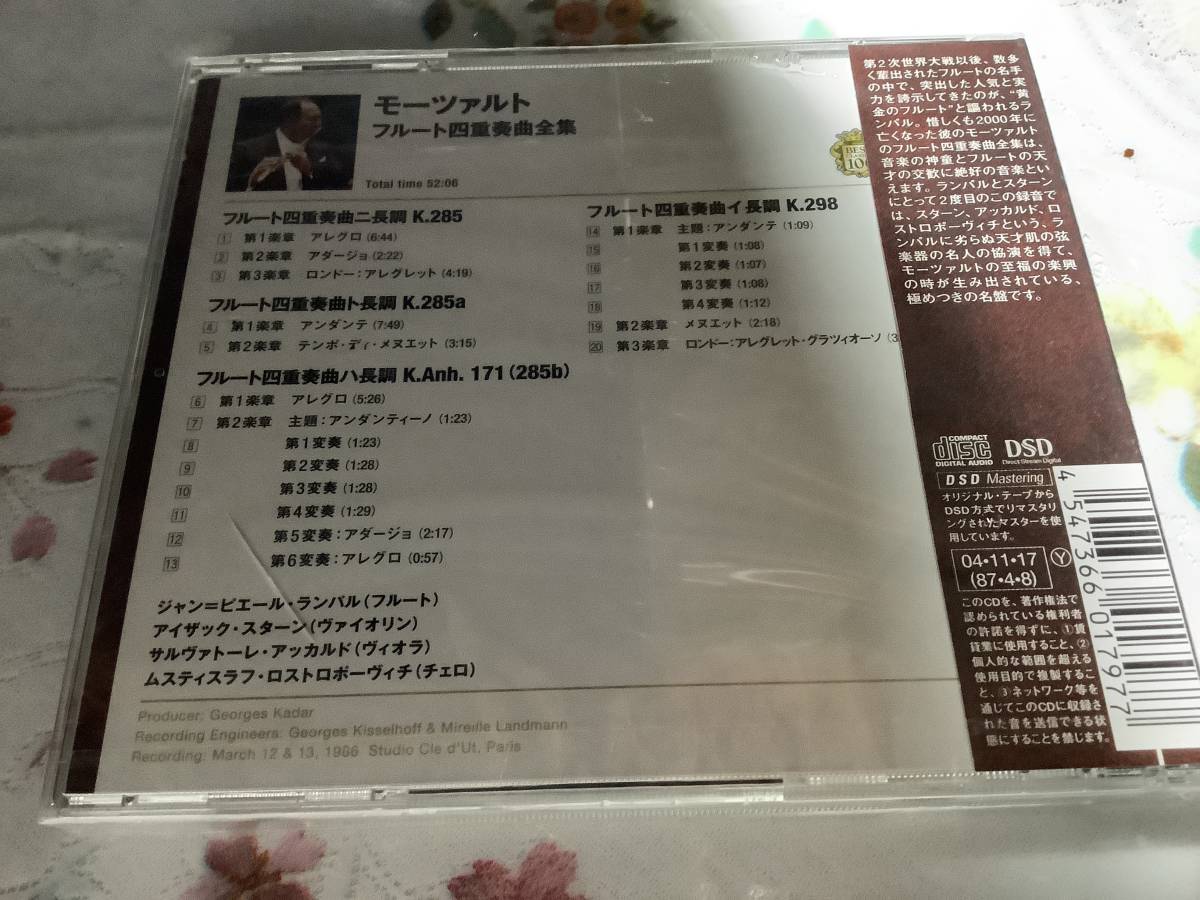 モーツァルト
フルート四重奏曲全集
Total time 52:06
BEST
100
フルート四重奏曲ニ長調 K.285
1 第1楽章 アレグロ (6:44)
2 第2楽章 アダージョ (2:22)
3 第3楽章 ロンドー：アレグレット (4:19)
フルート四重奏曲ト長調 K.285a
4 第1楽章 アンダンテ (7:49)
5 第2楽章 テンポ・ディ・メヌエット (3:15)
フルート四重奏曲ハ長調 K.Anh. 171 (285b)
6 第1楽章 アレグロ (5:26)
7 第2楽章 主題：アンダンティーノ (1:23)
8 第1変奏 (1:23)
9 第2変奏 (1:28)
10 第3変奏 (1:28)
11 第4変奏 (1:29)
12 第5変奏：アダージョ (2:17)
13 第6変奏：アレグロ (0:57)
フルート四重奏曲イ長調 K.298
14 第1楽章 主題：アンダンテ (1:09)
15 第1変奏 (1:08)
16 第2変奏 (1:07)
17 第3変奏 (1:08)
18 第4変奏 (1:12)
19 第2楽章 メヌエット (2:18)
20 第3楽章 ロンドー：アレグレット・グラツィオーソ (3
ジャン＝ピエール・ランパル(フルート)
アイザック・スターン(ヴァイオリン)
サルヴァトーレ・アッカルド(ヴィオラ)
ムスティスラフ・ロストロポーヴィチ(チェロ)
Producer: Georges Kadar
Recording Engineers: Georges Kisselhoff & Mireille Landmann
Recording: March 12 & 13, 1986 Studio Cle d'Ut, Paris
第2次世界大戦以後、数多
く輩出されたフルートの名手
の中で、突出した人気と実
力を誇示してきたのが、“黄
金のフルート”と謳われるラ
ンパル。惜しくも2000年に
亡くなった彼のモーツァルト
のフルート四重奏曲全集は、
音楽の神童とフルートの天
才の交歓に絶好の音楽とい
えます。ランパルとスターン
にとって2度目のこの録音で
は、スターン、アッカルド、ロ
ストロポーヴィチという、ラ
ンパルに劣らぬ天才肌の弦
楽器の名人の協演を得て、
モーツァルトの至福の楽興
の時が生み出されている、
極めつきの名盤です。
COMPACT
disc
DIGITAL AUDIO
DSD
Direct Stream Digital
DSD Mastering
オリジナル・テープから
DSD方式でリマスタリ
ングされたマスターを使
用しています。
04・11・17
(87・4・8)
Y
このCDを、著作権法で
認められている権利者
の許諾を得ずに、①賃
貸業に使用すること、②
個人的な範囲を超える
使用目的で複製するこ
と、③ネットワーク等を
通じてこのCDに収録さ
れた音を送信できる状
態にすることを禁じます。
4 547366 017977